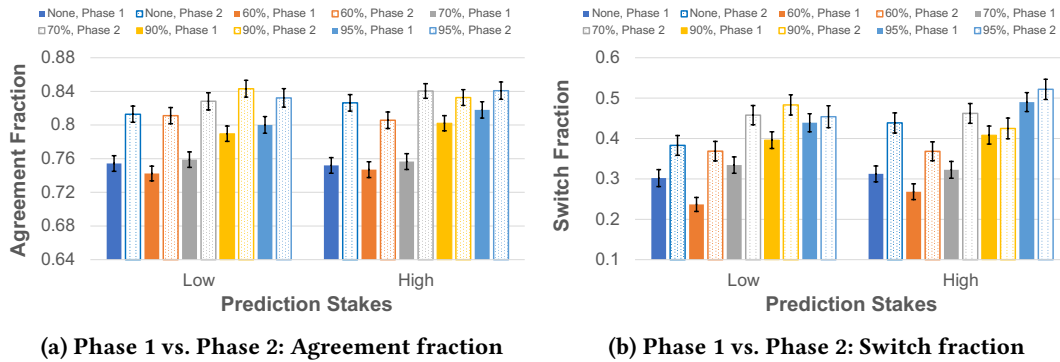 None, Phase 1 None, Phase 2 60%, Phase 1 60%, Phase 2 70%, Phase 1
70%, Phase 2 90%, Phase 1 90%, Phase 2 95%, Phase 1 95%, Phase 2
0.88
0.84
0.8
0.76
0.72
0.68
0.64
Agreement Fraction
Low High
Prediction Stakes
(a) Phase 1 vs. Phase 2: Agreement fraction
None, Phase 1 None, Phase 2 60%, Phase 1 60%, Phase 2 70%, Phase 1
70%, Phase 2 90%, Phase 1 90%, Phase 2 95%, Phase 1 95%, Phase 2
0.6
0.5
0.4
0.3
0.2
0.1
Switch Fraction
Low High
Prediction Stakes
(b) Phase 1 vs. Phase 2: Switch fraction